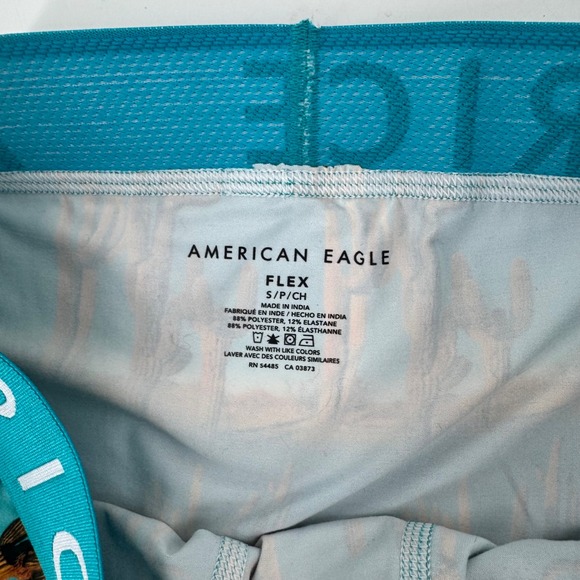 RICE
AMERICAN EAGLE
FLEX
S/P/CH
MADE IN INDIA
FABRIQUÉ EN INDE / HECHO EN INDIA
88% POLYESTER, 12% ELASTANE
88% POLYESTER, 12% ÉLASTHANNE
WASH WITH LIKE COLORS
LAVER AVEC DES COULEURS SIMILAIRES
RN 54485 CA 03873